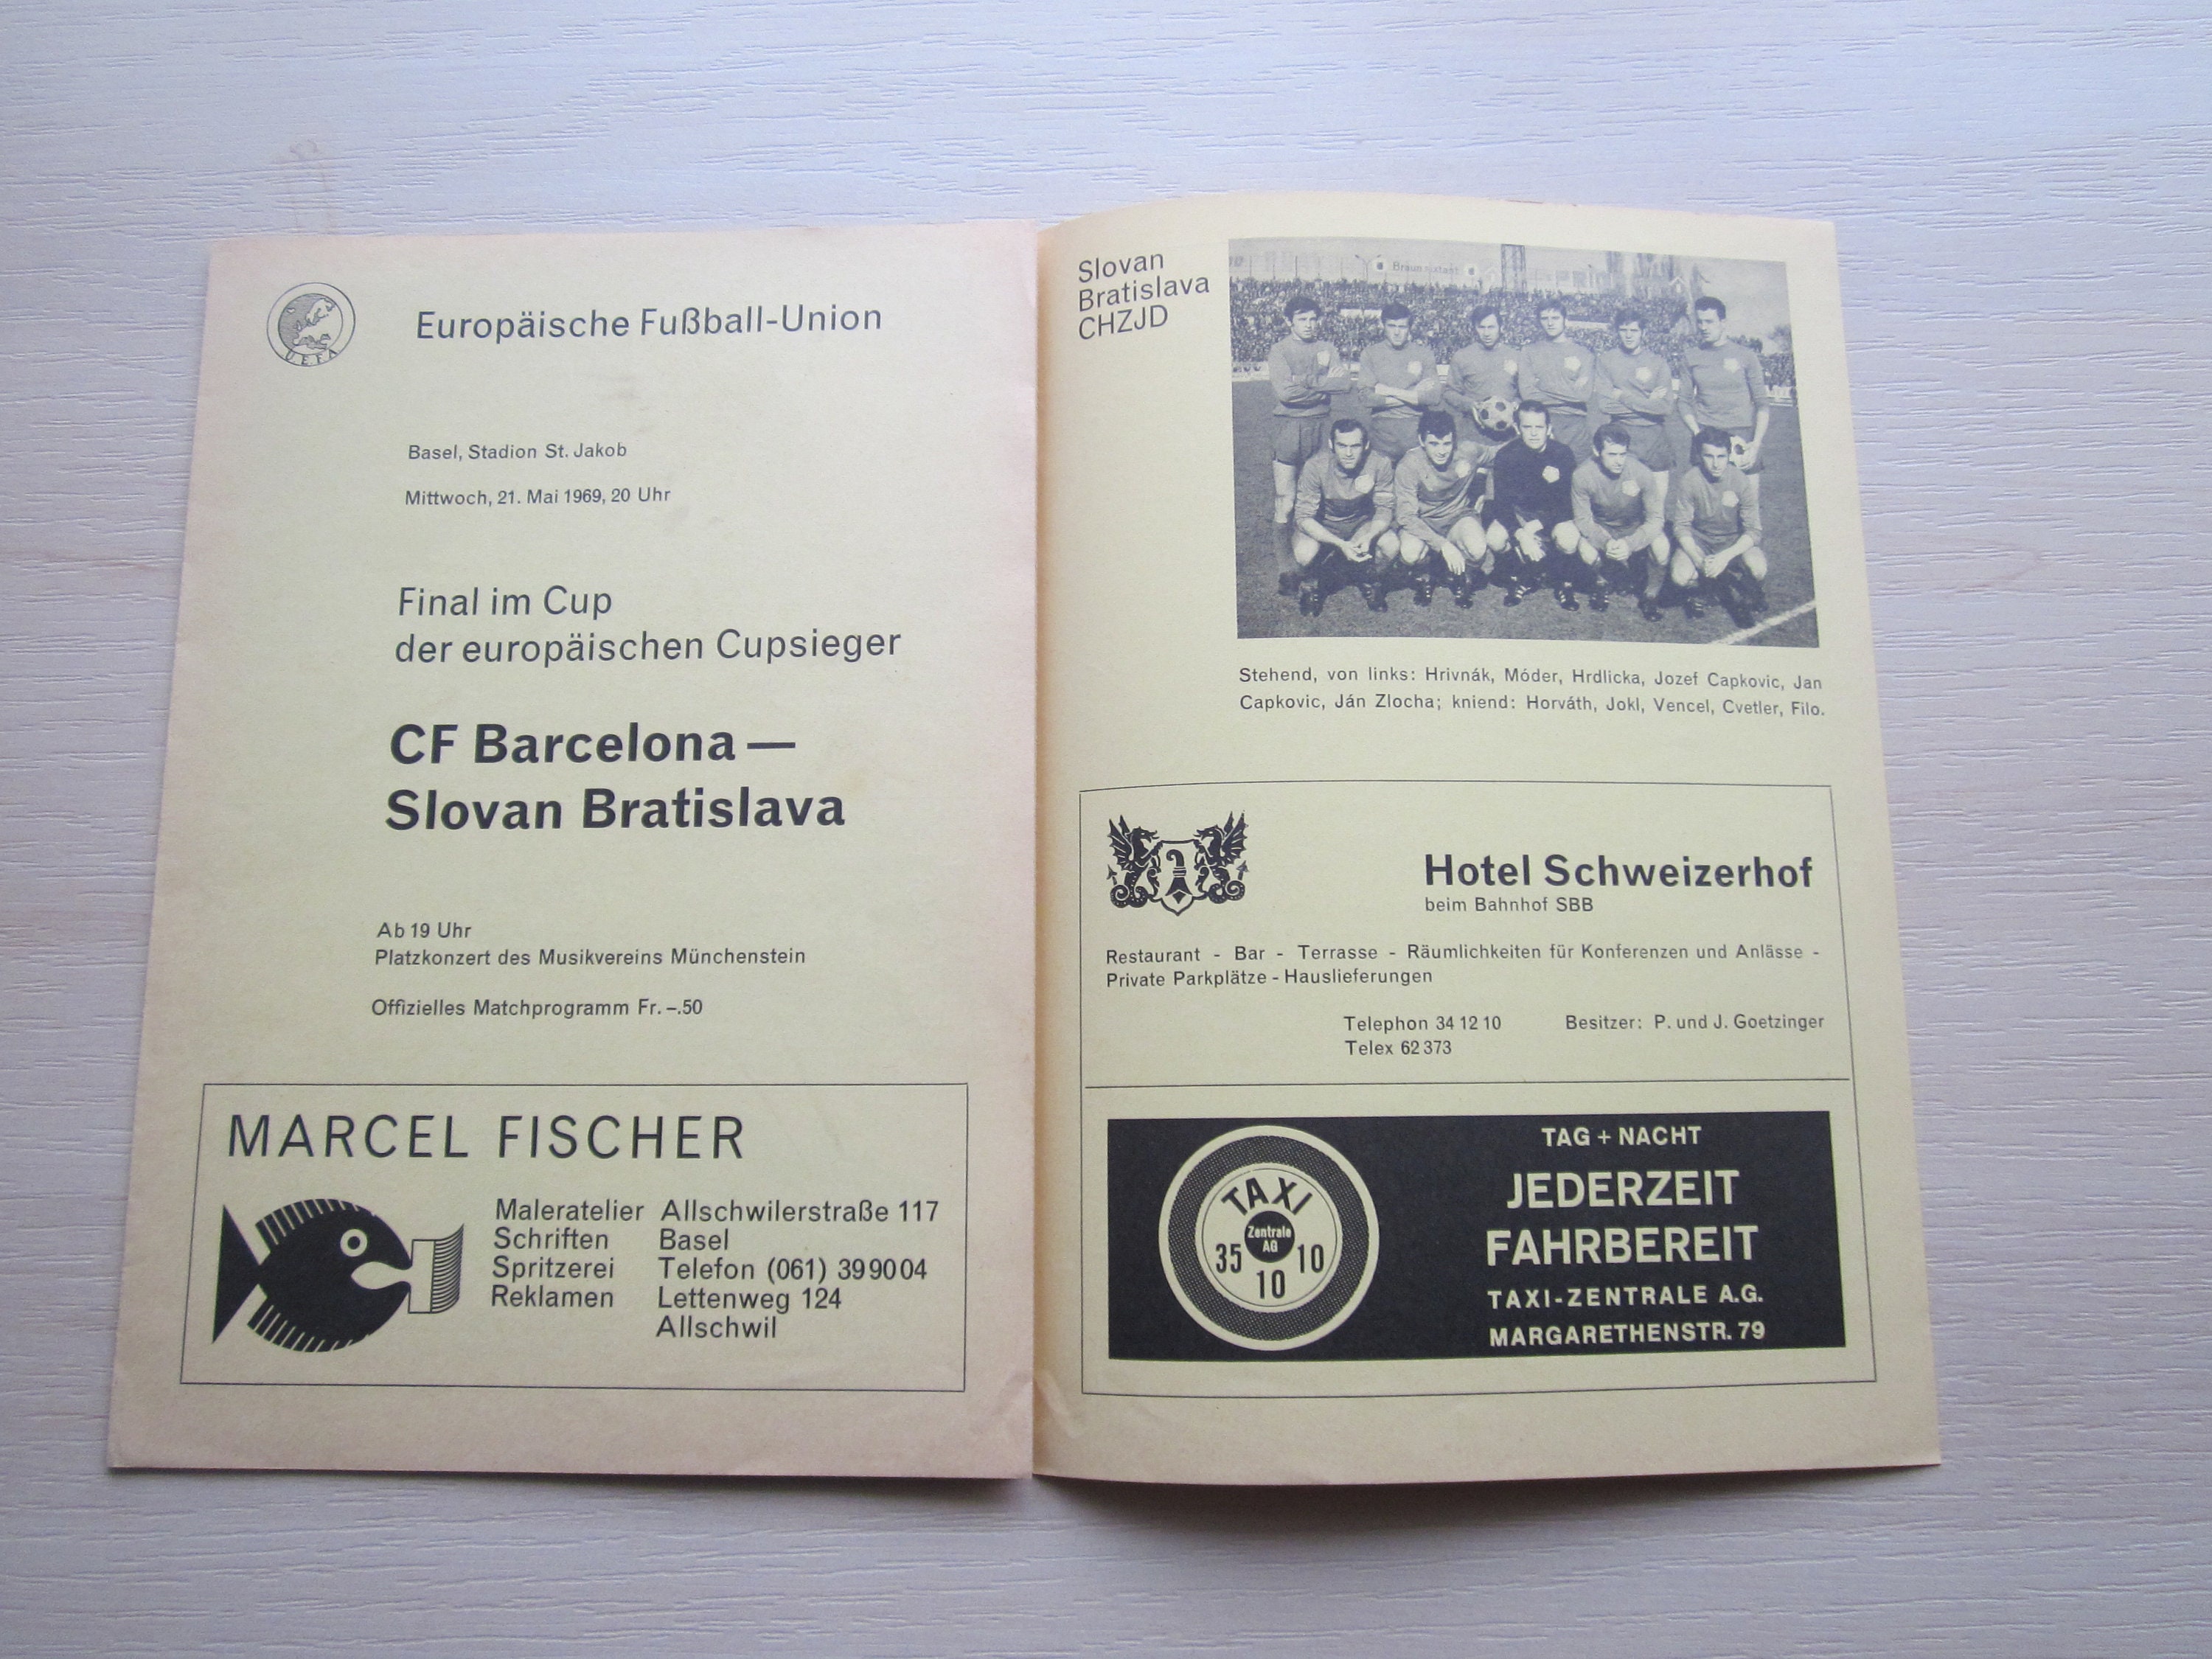 UEFA
Europäische Fußball-Union
Basel, Stadion St. Jakob
Mittwoch, 21. Mai 1969, 20 Uhr
Final im Cup
der europäischen Cupsieger
CF Barcelona —
Slovan Bratislava
Ab 19 Uhr
Platzkonzert des Musikvereins Münchenstein
Offizielles Matchprogramm Fr. –.50
MARCEL FISCHER
Maleratelier Allschwilerstraße 117
Schriften Basel
Spritzerei Telefon (061) 39 90 04
Reklamen Lettenweg 124
Allschwil
Slovan
Bratislava
CHZJD
Stehend, von links: Hrivnák, Móder, Hrdlicka, Jozef Capkovic, Jan
Capkovic, Ján Zlocha; kniend: Horváth, Jokl, Vencel, Cvetler, Filo.
Hotel Schweizerhof
beim Bahnhof SBB
Restaurant - Bar - Terrasse - Räumlichkeiten für Konferenzen und Anlässe -
Private Parkplätze - Hauslieferungen
Telephon 34 12 10 Besitzer: P. und J. Goetzinger
Telex 62 373
TAXI
Zentrale
AG
35 10
10
TAG + NACHT
JEDERZEIT
FAHRBEREIT
TAXI-ZENTRALE A.G.
MARGARETHENSTR. 79